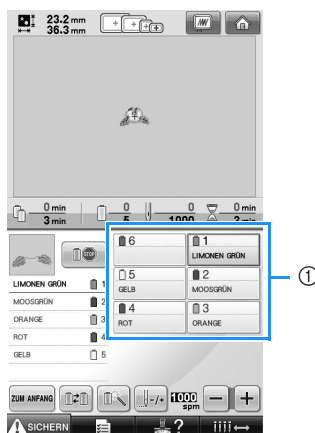 23.2 mm
36.3 mm
0 min
3 min
0
5
0
1000
0 min
3 min
6
1
LIMONEN GRÜN
5
GELB
2
MOOSGRÜN
4
ROT
3
ORANGE
①
LIMONEN GRÜN 1
MOOSGRÜN 2
ORANGE 3
ROT 4
GELB 5
STOP
ZUM ANFANG
-/+
1000
spm
- +
SICHERN
?